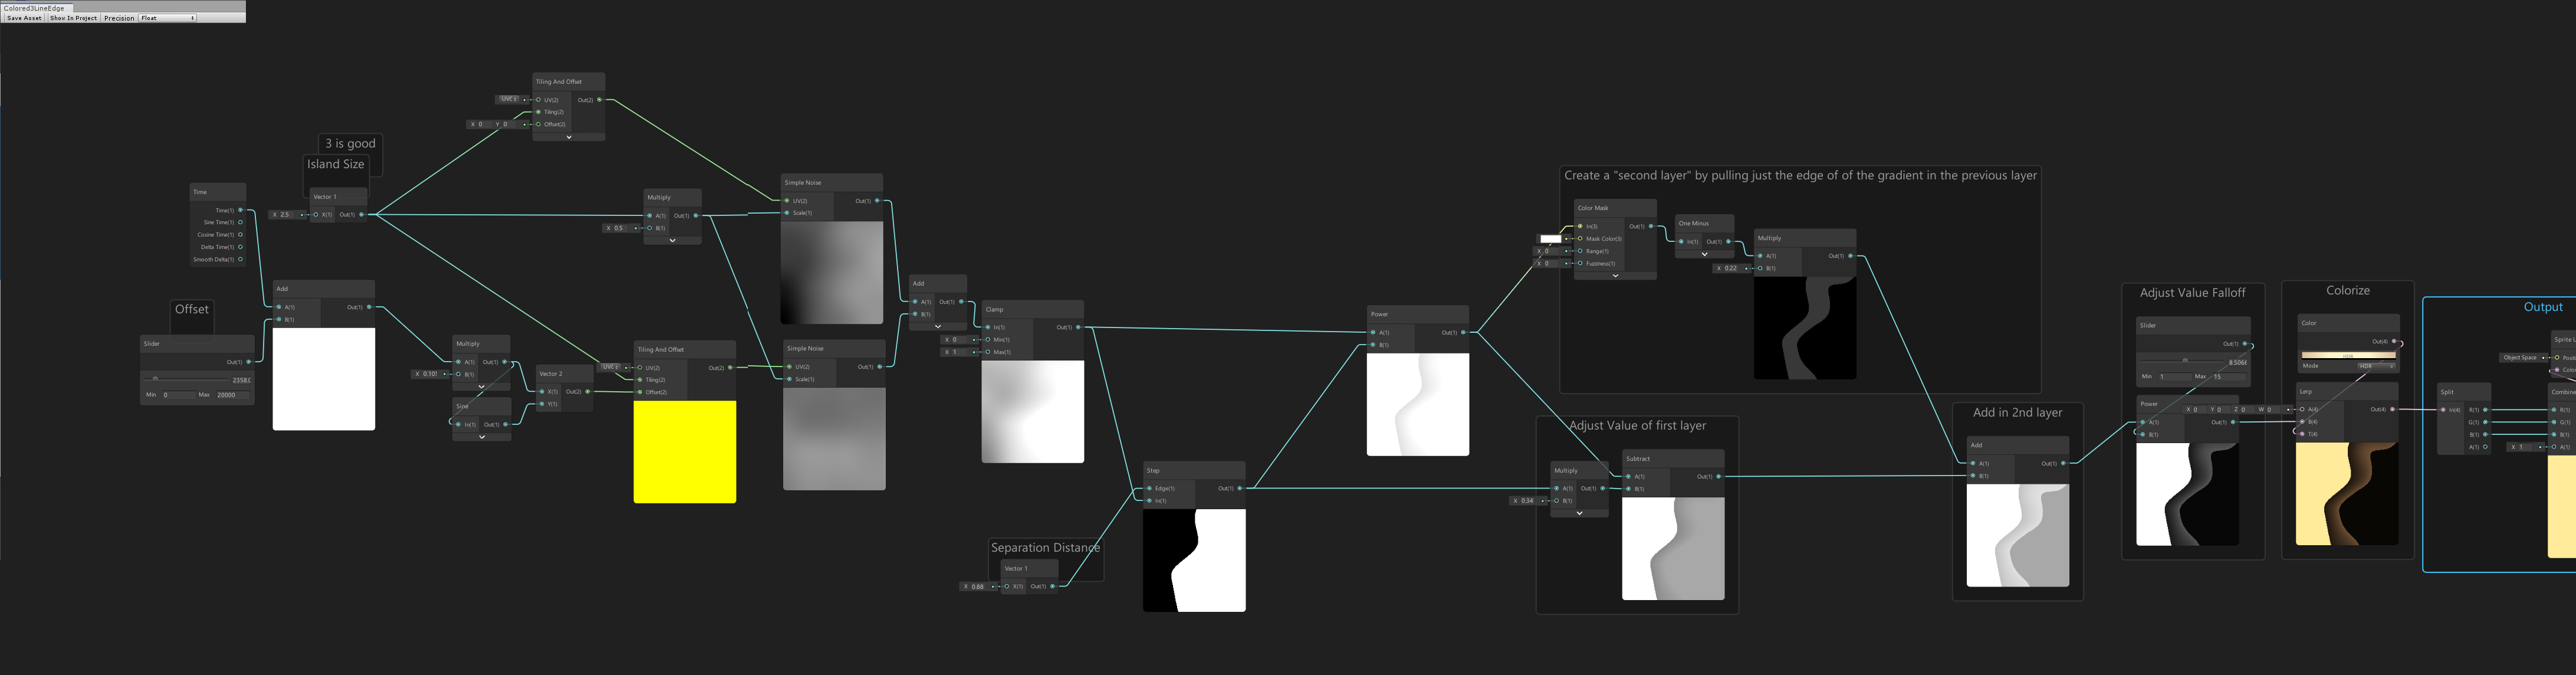 Colored3LineEdge
Save Asset Show In Project Precision Float
3 is good
Island Size
Time
Time(1)
Sine Time(1)
Cosine Time(1)
Delta Time(1)
Smooth Delta(1)
X 2.5
Vector 1
X(1) Out(1)
Offset
Slider
Out(1)
Min 0 Max 20000
Add
A(1) Out(1)
B(1)
Tiling And Offset
UV(2) Out(2)
Tiling(2)
X 0 Y 0 Offset(2)
Multiply
A(1) Out(1)
X 0.5 B(1)
Multiply
A(1) Out(1)
B(1)
Sine
In(1) Out(1)
Vector 2
X(1) Out(2)
Y(1)
Tiling And Offset
UV(2) Out(2)
Tiling(2)
Offset(2)
Simple Noise
UV(2) Out(1)
Scale(1)
Simple Noise
UV(2) Out(1)
Scale(1)
Add
A(1) Out(1)
B(1)
Clamp
In(1) Out(1)
X 0 Min(1)
X 1 Max(1)
Separation Distance
Vector 1
X 0.88 X(1) Out(1)
Step
Edge(1) Out(1)
In(1)
Power
A(1) Out(1)
B(1)
Create a "second layer" by pulling just the edge of of the gradient in the previous layer
Color Mask
In(3) Out(1)
Mask Color(3)
X 0 Range(1)
X 0 Fuzziness(1)
One Minus
In(1) Out(1)
Multiply
A(1) Out(1)
X 0.22 B(1)
Adjust Value of first layer
Multiply
A(1) Out(1)
X 0.34 B(1)
Subtract
A(1) Out(1)
B(1)
Add in 2nd layer
Add
A(1) Out(1)
B(1)
Adjust Value Falloff
Slider
Out(1)
Min 1 Max 15
Power
A(1) Out(1)
B(1)
Colorize
Color
Out(4)
HDR
Mode HDR
Lerp
X 0 Y 0 Z 0 W 0 A(4) Out(4)
B(4)
T(4)
Output
Split
In(4) R(1)
G(1)
B(1)
A(1)
Object Space
Combine
R(1)
G(1)
B(1)
X 1 A(1)